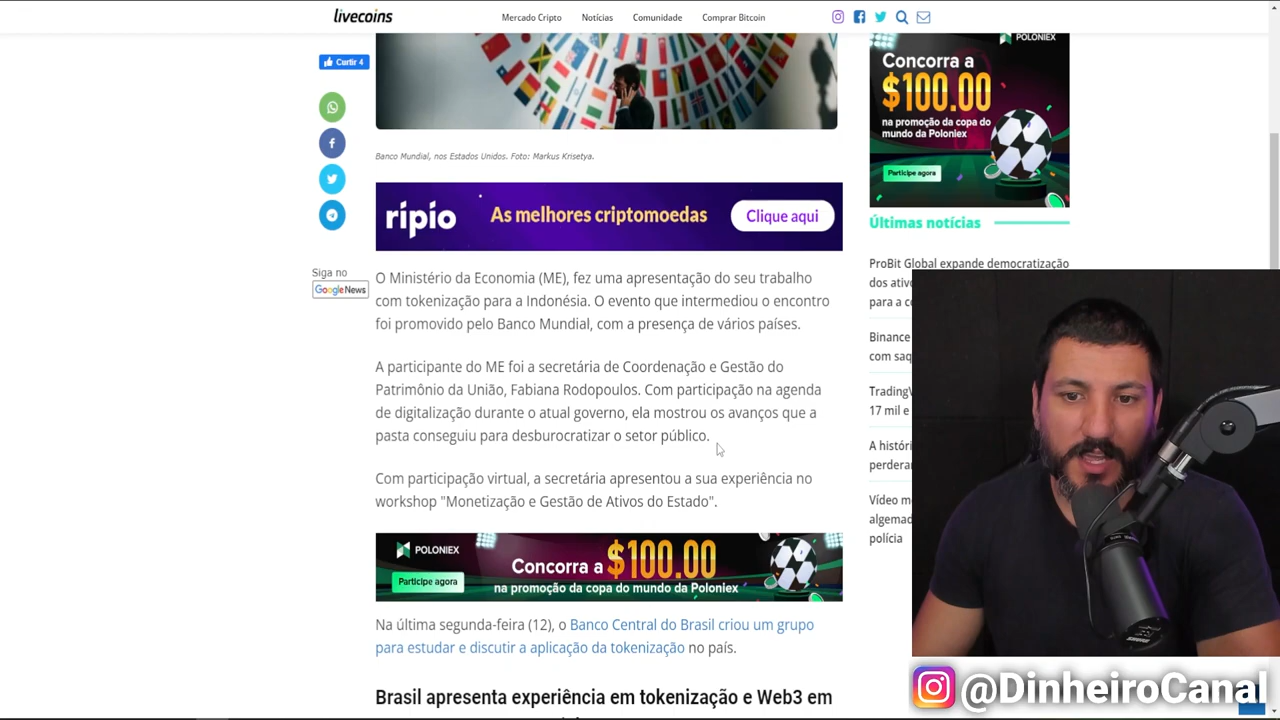 livecoins
Mercado Cripto
Notícias
Comunidade
Comprar Bitcoin
Curtir 4
Banco Mundial, nos Estados Unidos. Foto: Markus Krisetya.
ripio
As melhores criptomoedas
Clique aqui
Siga no
Google News
O Ministério da Economia (ME), fez uma apresentação do seu trabalho
com tokenização para a Indonésia. O evento que intermediou o encontro
foi promovido pelo Banco Mundial, com a presença de vários países.
A participante do ME foi a secretária de Coordenação e Gestão do
Patrimônio da União, Fabiana Rodopoulos. Com participação na agenda
de digitalização durante o atual governo, ela mostrou os avanços que a
pasta conseguiu para desburocratizar o setor público.
Com participação virtual, a secretária apresentou a sua experiência no
workshop "Monetização e Gestão de Ativos do Estado".
POLONIEX
Participe agora
Concorra a $100.00
na promoção da copa do mundo da Poloniex
Na última segunda-feira (12), o Banco Central do Brasil criou um grupo
para estudar e discutir a aplicação da tokenização no país.
Brasil apresenta experiência em tokenização e Web3 em
POLONIEX
Concorra a
$100.00
na promoção da copa do
mundo da Poloniex
Participe agora
Últimas notícias
ProBit Global expande democratização
dos
para a
Binance
com
17 mil e
A
Vídeo
polícia
@DinheiroCanal